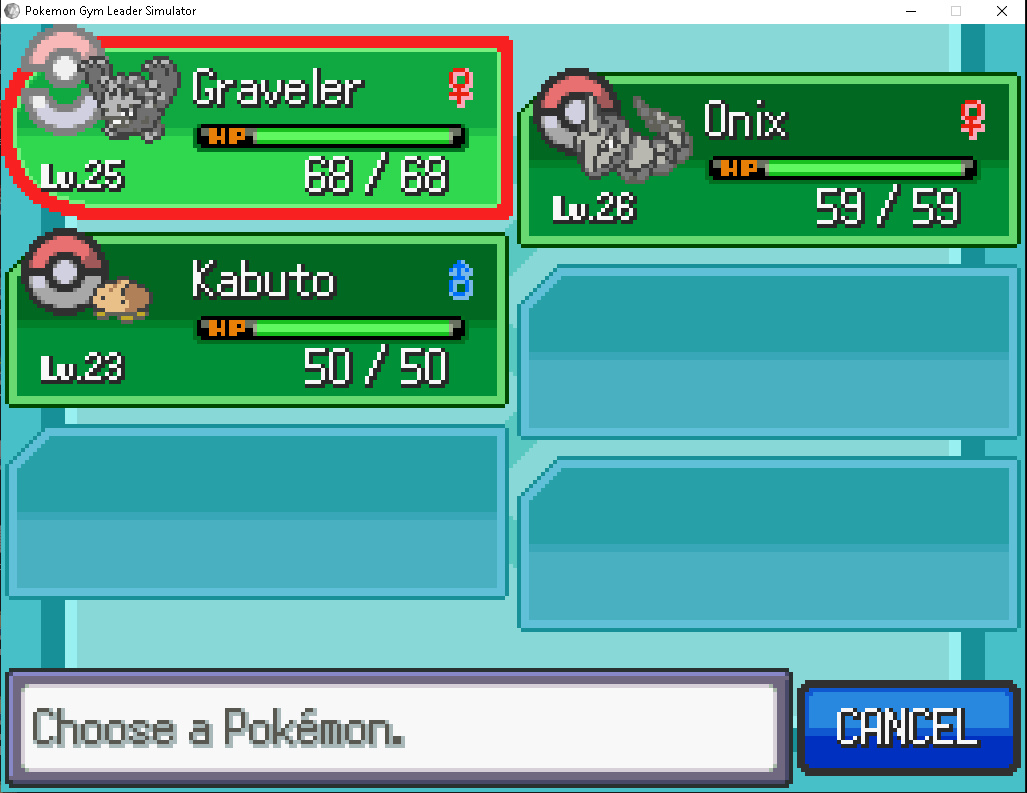 Pokemon Gym Leader Simulator
Graveler ♀
HP
Lv.25 68 / 68
Onix ♀
HP
Lv.26 59 / 59
Kabuto ♂
HP
Lv.23 50 / 50
Choose a Pokémon.
CANCEL